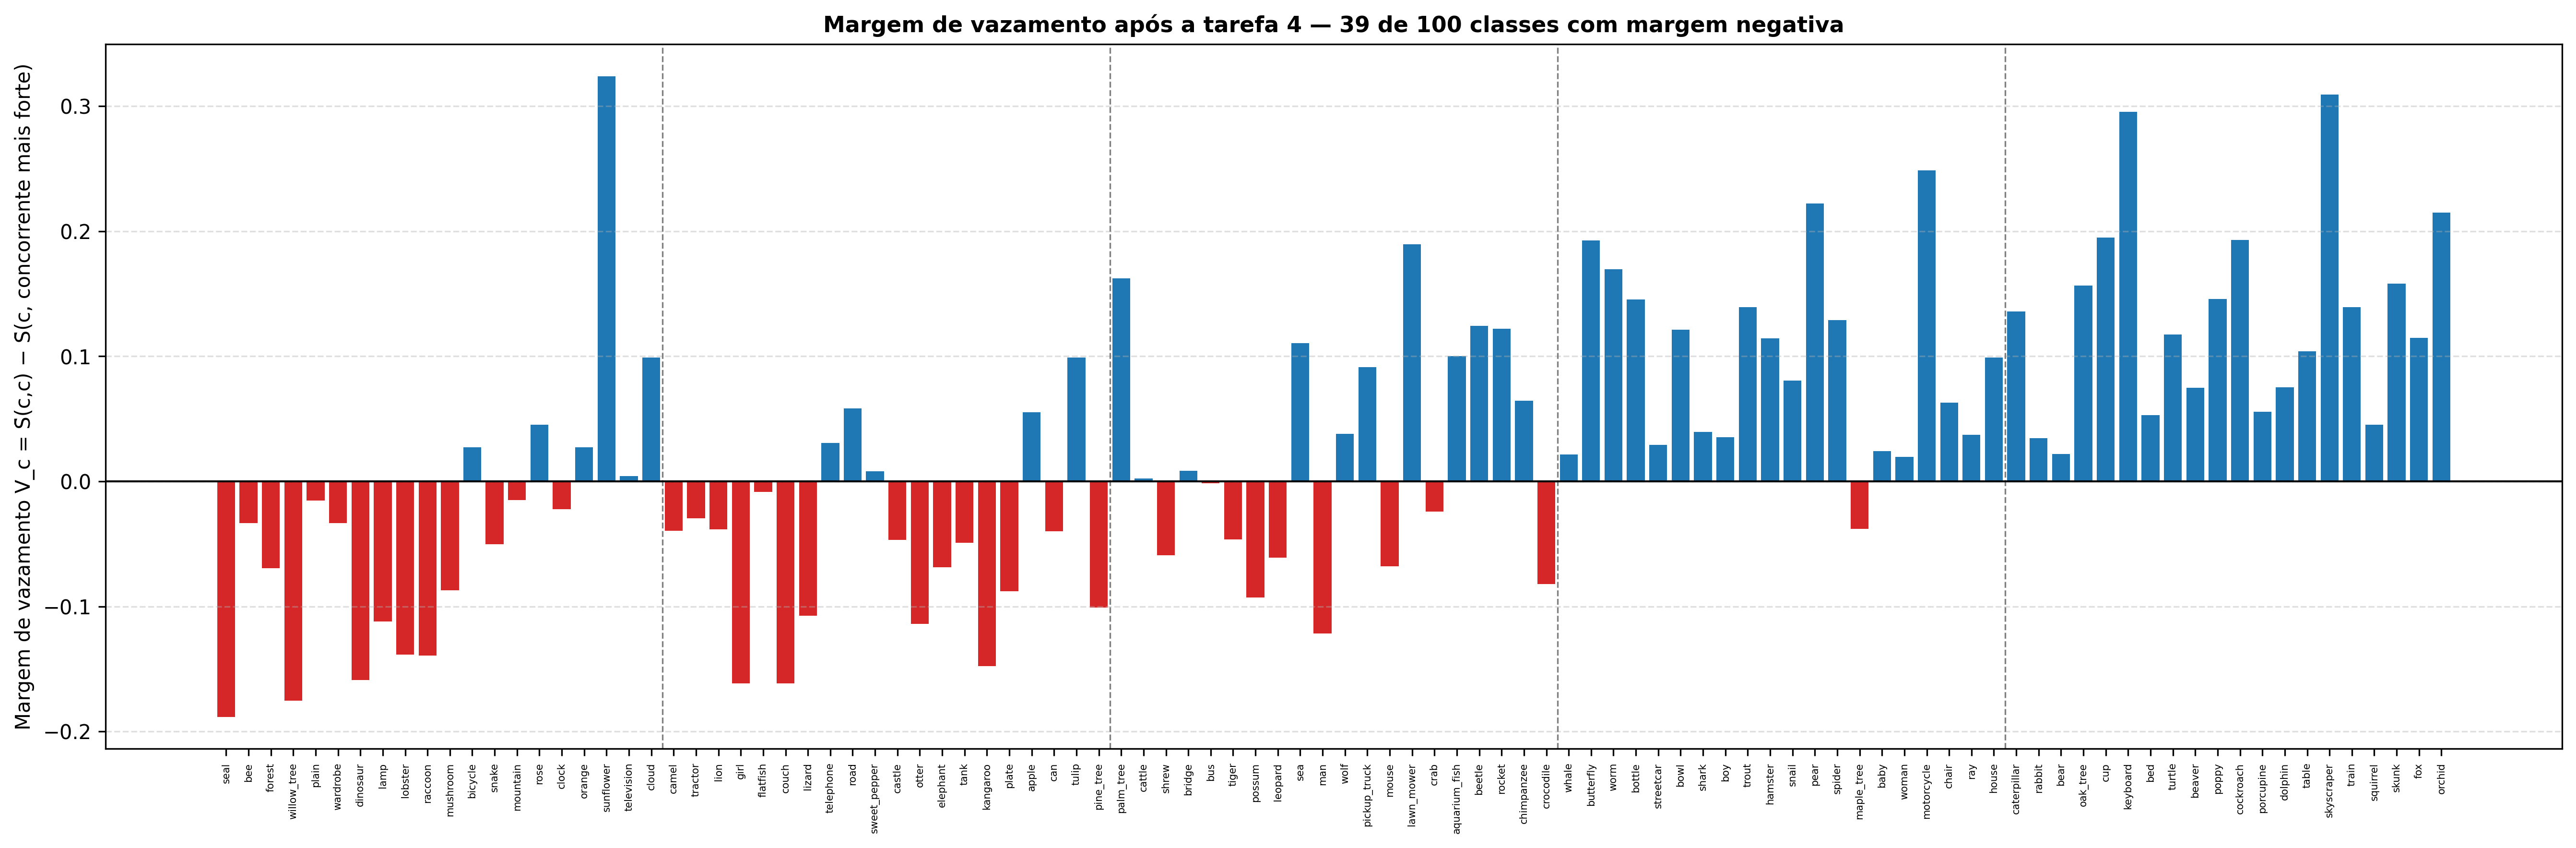 Margem de vazamento após a tarefa 4 — 39 de 100 classes com margem negativa
Margem de vazamento V_c = S(c,c) − S(c, concorrente mais forte)
0.3
0.2
0.1
0.0
−0.1
−0.2
seal
bee
forest
willow_tree
plain
wardrobe
dinosaur
lamp
lobster
raccoon
mushroom
bicycle
snake
mountain
rose
clock
orange
sunflower
television
cloud
camel
tractor
lion
girl
flatfish
couch
lizard
telephone
road
sweet_pepper
castle
otter
elephant
tank
kangaroo
plate
apple
can
tulip
pine_tree
palm_tree
cattle
shrew
bridge
bus
tiger
possum
leopard
sea
man
wolf
pickup_truck
mouse
lawn_mower
crab
aquarium_fish
beetle
rocket
chimpanzee
crocodile
whale
butterfly
worm
bottle
streetcar
bowl
shark
boy
trout
hamster
snail
pear
spider
maple_tree
baby
woman
motorcycle
chair
ray
house
caterpillar
rabbit
bear
oak_tree
cup
keyboard
bed
turtle
beaver
poppy
cockroach
porcupine
dolphin
table
skyscraper
train
squirrel
skunk
fox
orchid